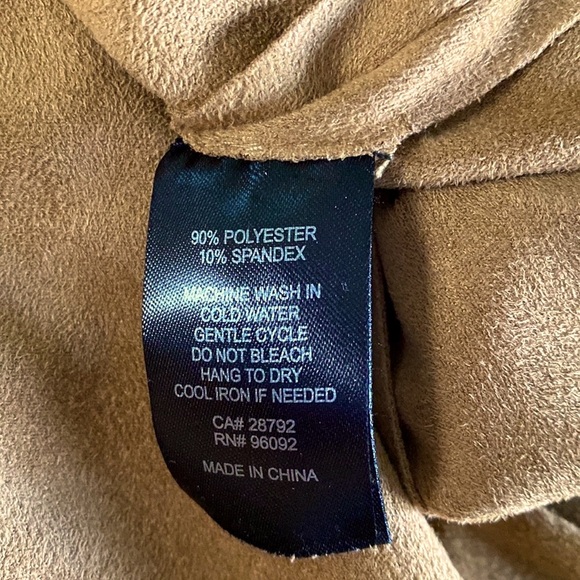 90% POLYESTER
10% SPANDEX
MACHINE WASH IN
COLD WATER
GENTLE CYCLE
DO NOT BLEACH
HANG TO DRY
COOL IRON IF NEEDED
CA# 28792
RN# 96092
MADE IN CHINA